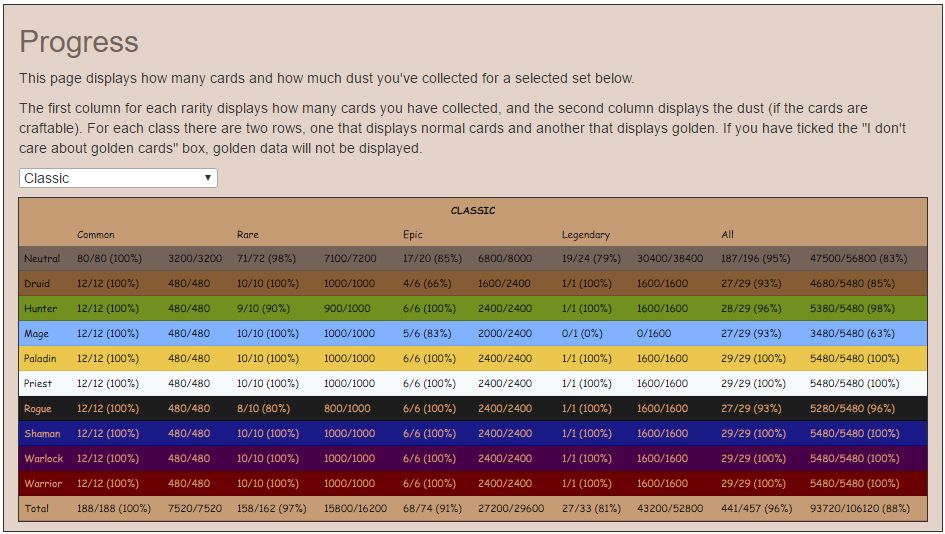 Progress
This page displays how many cards and how much dust you've collected for a selected set below.
The first column for each rarity displays how many cards you have collected, and the second column displays the dust (if the cards are
craftable). For each class there are two rows, one that displays normal cards and another that displays golden. If you have ticked the "I don't
care about golden cards" box, golden data will not be displayed.
Classic
CLASSIC
Common Rare Epic Legendary All
Neutral 80/80 (100%) 3200/3200 71/72 (98%) 7100/7200 17/20 (85%) 6800/8000 19/24 (79%) 30400/38400 187/196 (95%) 47500/56800 (83%)
Druid 12/12 (100%) 480/480 10/10 (100%) 1000/1000 4/6 (66%) 1600/2400 1/1 (100%) 1600/1600 27/29 (93%) 4680/5480 (85%)
Hunter 12/12 (100%) 480/480 9/10 (90%) 900/1000 6/6 (100%) 2400/2400 1/1 (100%) 1600/1600 28/29 (96%) 5380/5480 (98%)
Mage 12/12 (100%) 480/480 10/10 (100%) 1000/1000 5/6 (83%) 2000/2400 0/1 (0%) 0/1600 27/29 (93%) 3480/5480 (63%)
Paladin 12/12 (100%) 480/480 10/10 (100%) 1000/1000 6/6 (100%) 2400/2400 1/1 (100%) 1600/1600 29/29 (100%) 5480/5480 (100%)
Priest 12/12 (100%) 480/480 10/10 (100%) 1000/1000 6/6 (100%) 2400/2400 1/1 (100%) 1600/1600 29/29 (100%) 5480/5480 (100%)
Rogue 12/12 (100%) 480/480 8/10 (80%) 800/1000 6/6 (100%) 2400/2400 1/1 (100%) 1600/1600 27/29 (93%) 5280/5480 (96%)
Shaman 12/12 (100%) 480/480 10/10 (100%) 1000/1000 6/6 (100%) 2400/2400 1/1 (100%) 1600/1600 29/29 (100%) 5480/5480 (100%)
Warlock 12/12 (100%) 480/480 10/10 (100%) 1000/1000 6/6 (100%) 2400/2400 1/1 (100%) 1600/1600 29/29 (100%) 5480/5480 (100%)
Warrior 12/12 (100%) 480/480 10/10 (100%) 1000/1000 6/6 (100%) 2400/2400 1/1 (100%) 1600/1600 29/29 (100%) 5480/5480 (100%)
Total 188/188 (100%) 7520/7520 158/162 (97%) 15800/16200 68/74 (91%) 27200/29600 27/33 (81%) 43200/52800 441/457 (96%) 93720/106120 (88%)